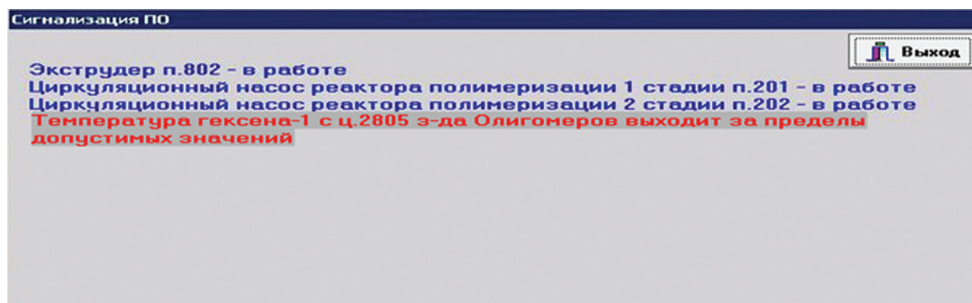 Сигнализация ПО
Выход
Экструдер п.802 - в работе
Циркуляционный насос реактора полимеризации 1 стадии п.201 - в работе
Циркуляционный насос реактора полимеризации 2 стадии п.202 - в работе
Температура гексена-1 с ц.2805 з-да Олигомеров выходит за пределы
допустимых значений